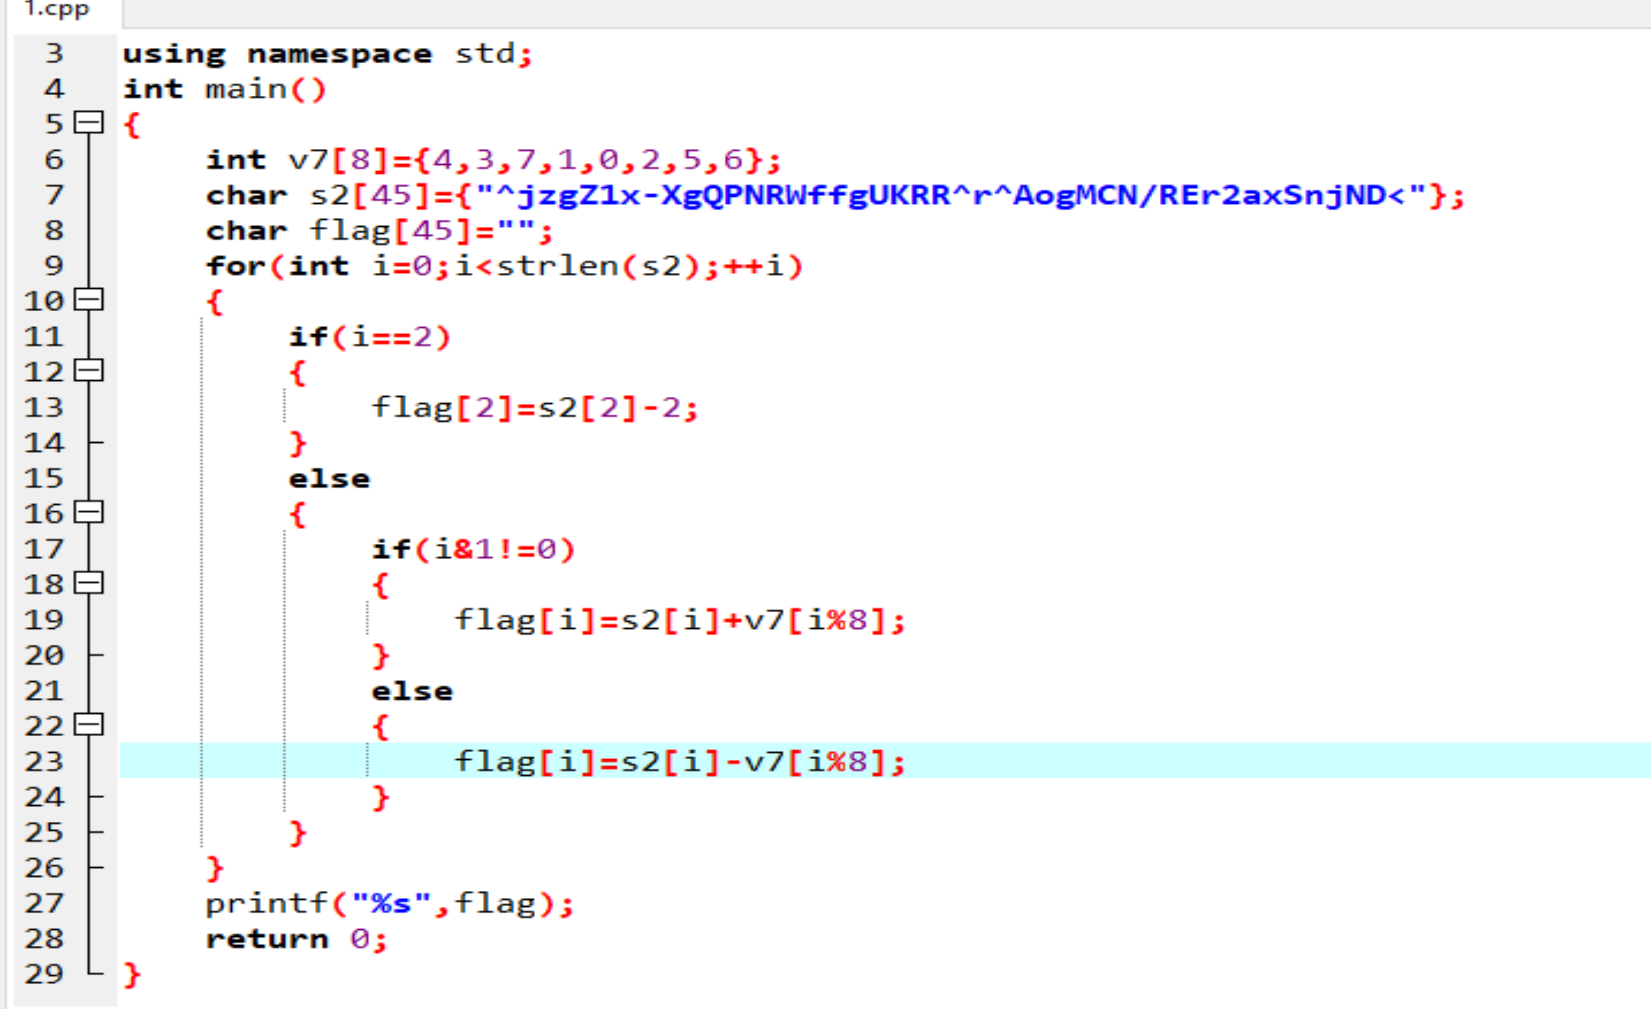 1.cpp
3 using namespace std;
4 int main()
5 {
6 int v7[8]={4,3,7,1,0,2,5,6};
7 char s2[45]={"^jzgZ1x-XgQPNRWffgUKRR^r^AogMCN/REr2axSnjND<"};
8 char flag[45]="";
9 for(int i=0;i<strlen(s2);++i)
10 {
11 if(i==2)
12 {
13 flag[2]=s2[2]-2;
14 }
15 else
16 {
17 if(i&1!=0)
18 {
19 flag[i]=s2[i]+v7[i%8];
20 }
21 else
22 {
23 flag[i]=s2[i]-v7[i%8];
24 }
25 }
26 }
27 printf("%s",flag);
28 return 0;
29 }